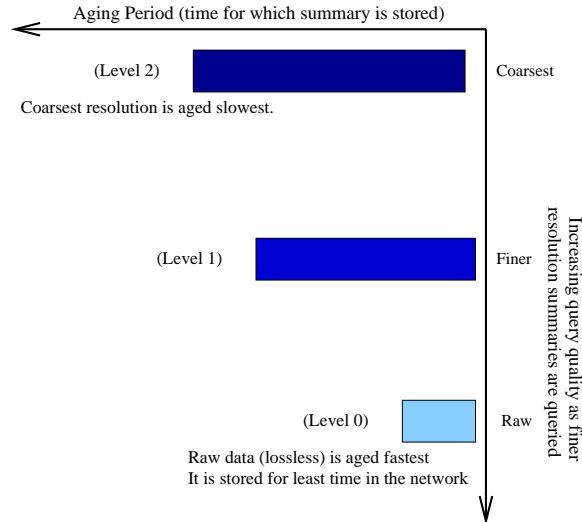 Aging Period (time for which summary is stored)
(Level 2)
Coarsest
Coarsest resolution is aged slowest.
(Level 1)
Finer
Increasing query quality as finer
resolution summaries are queried
(Level 0)
Raw
Raw data (lossless) is aged fastest
It is stored for least time in the network